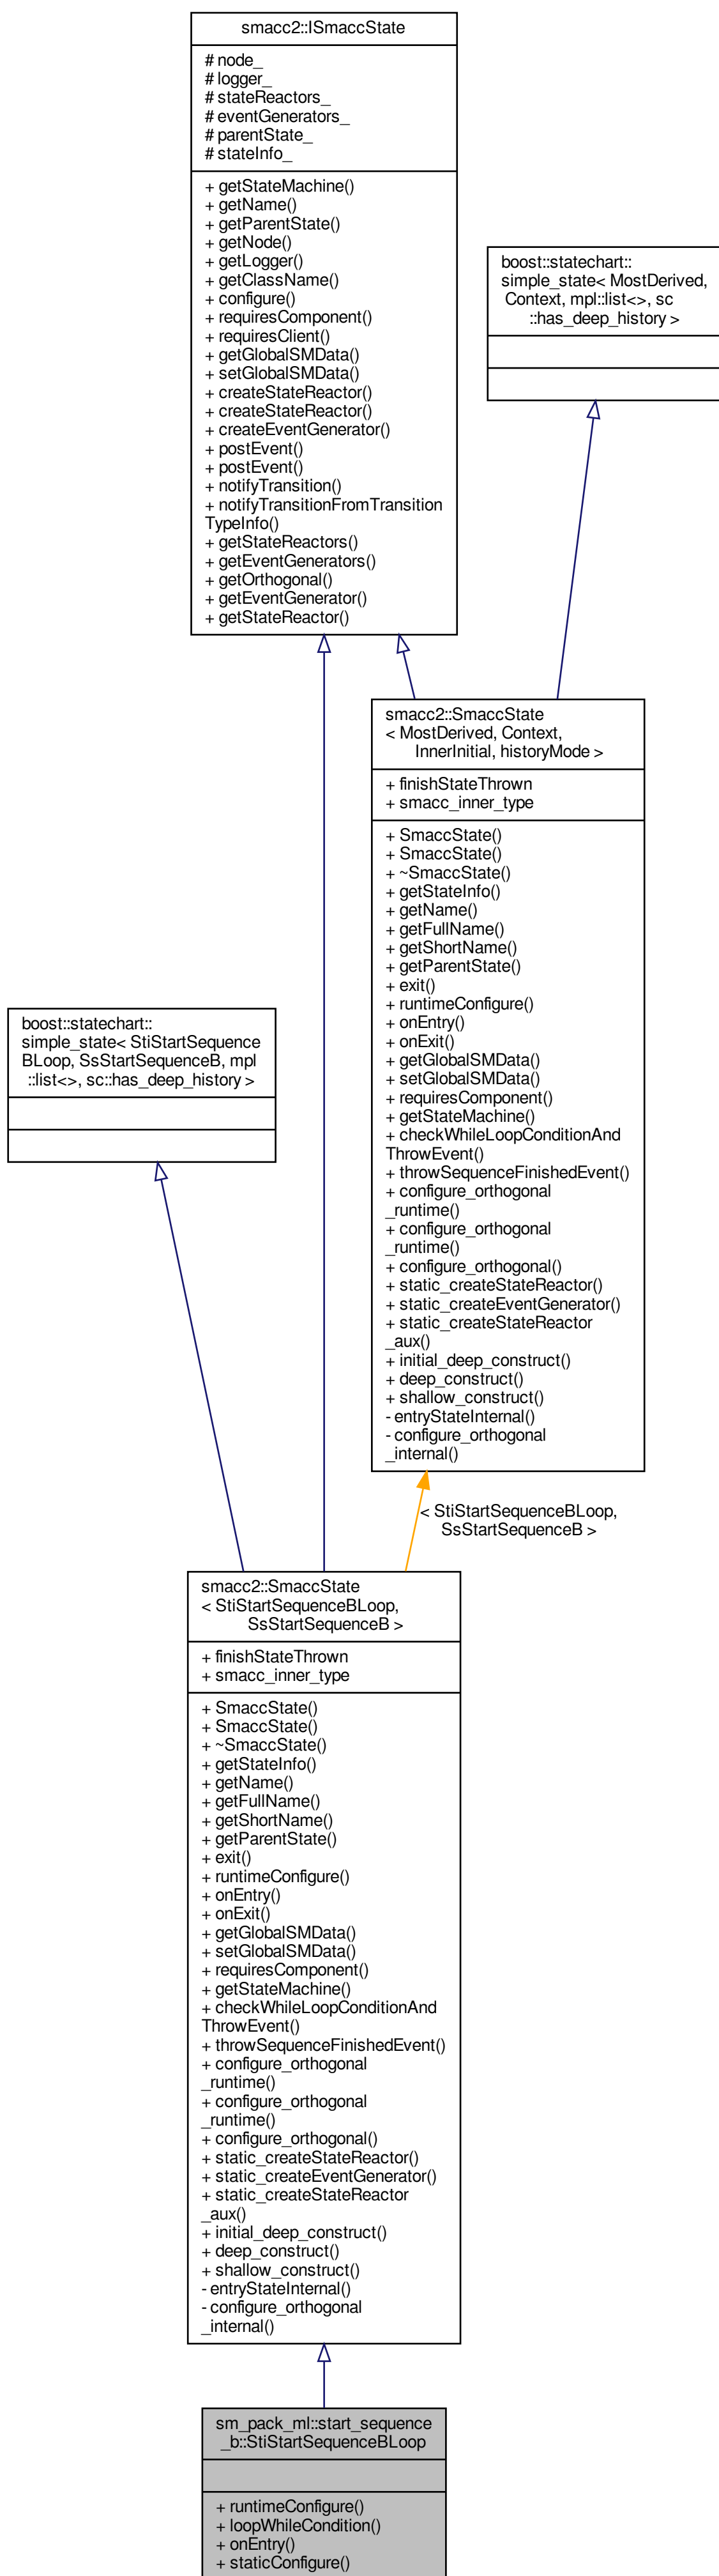 smacc2::ISmaccState
# node_
# logger_
# stateReactors_
# eventGenerators_
# parentState_
# stateInfo_
+ getStateMachine()
+ getName()
+ getParentState()
+ getNode()
+ getLogger()
+ getClassName()
+ configure()
+ requiresComponent()
+ requiresClient()
+ getGlobalSMData()
+ setGlobalSMData()
+ createStateReactor()
+ createStateReactor()
+ createEventGenerator()
+ postEvent()
+ postEvent()
+ notifyTransition()
+ notifyTransitionFromTransition
TypeInfo()
+ getStateReactors()
+ getEventGenerators()
+ getOrthogonal()
+ getEventGenerator()
+ getStateReactor()
boost::statechart::
simple_state< MostDerived,
Context, mpl::list<>, sc
::has_deep_history >
smacc2::SmaccState
< MostDerived, Context,
InnerInitial, historyMode >
+ finishStateThrown
+ smacc_inner_type
+ SmaccState()
+ SmaccState()
+ ~SmaccState()
+ getStateInfo()
+ getName()
+ getFullName()
+ getShortName()
+ getParentState()
+ exit()
+ runtimeConfigure()
+ onEntry()
+ onExit()
+ getGlobalSMData()
+ setGlobalSMData()
+ requiresComponent()
+ getStateMachine()
+ checkWhileLoopConditionAnd
ThrowEvent()
+ throwSequenceFinishedEvent()
+ configure_orthogonal
_runtime()
+ configure_orthogonal
_runtime()
+ configure_orthogonal()
+ static_createStateReactor()
+ static_createEventGenerator()
+ static_createStateReactor
_aux()
+ initial_deep_construct()
+ deep_construct()
+ shallow_construct()
- entryStateInternal()
- configure_orthogonal
_internal()
boost::statechart::
simple_state< StiStartSequence
BLoop, SsStartSequenceB, mpl
::list<>, sc::has_deep_history >
< StiStartSequenceBLoop,
SsStartSequenceB >
smacc2::SmaccState
< StiStartSequenceBLoop,
SsStartSequenceB >
+ finishStateThrown
+ smacc_inner_type
+ SmaccState()
+ SmaccState()
+ ~SmaccState()
+ getStateInfo()
+ getName()
+ getFullName()
+ getShortName()
+ getParentState()
+ exit()
+ runtimeConfigure()
+ onEntry()
+ onExit()
+ getGlobalSMData()
+ setGlobalSMData()
+ requiresComponent()
+ getStateMachine()
+ checkWhileLoopConditionAnd
ThrowEvent()
+ throwSequenceFinishedEvent()
+ configure_orthogonal
_runtime()
+ configure_orthogonal
_runtime()
+ configure_orthogonal()
+ static_createStateReactor()
+ static_createEventGenerator()
+ static_createStateReactor
_aux()
+ initial_deep_construct()
+ deep_construct()
+ shallow_construct()
- entryStateInternal()
- configure_orthogonal
_internal()
sm_pack_ml::start_sequence
_b::StiStartSequenceBLoop
+ runtimeConfigure()
+ loopWhileCondition()
+ onEntry()
+ staticConfigure()